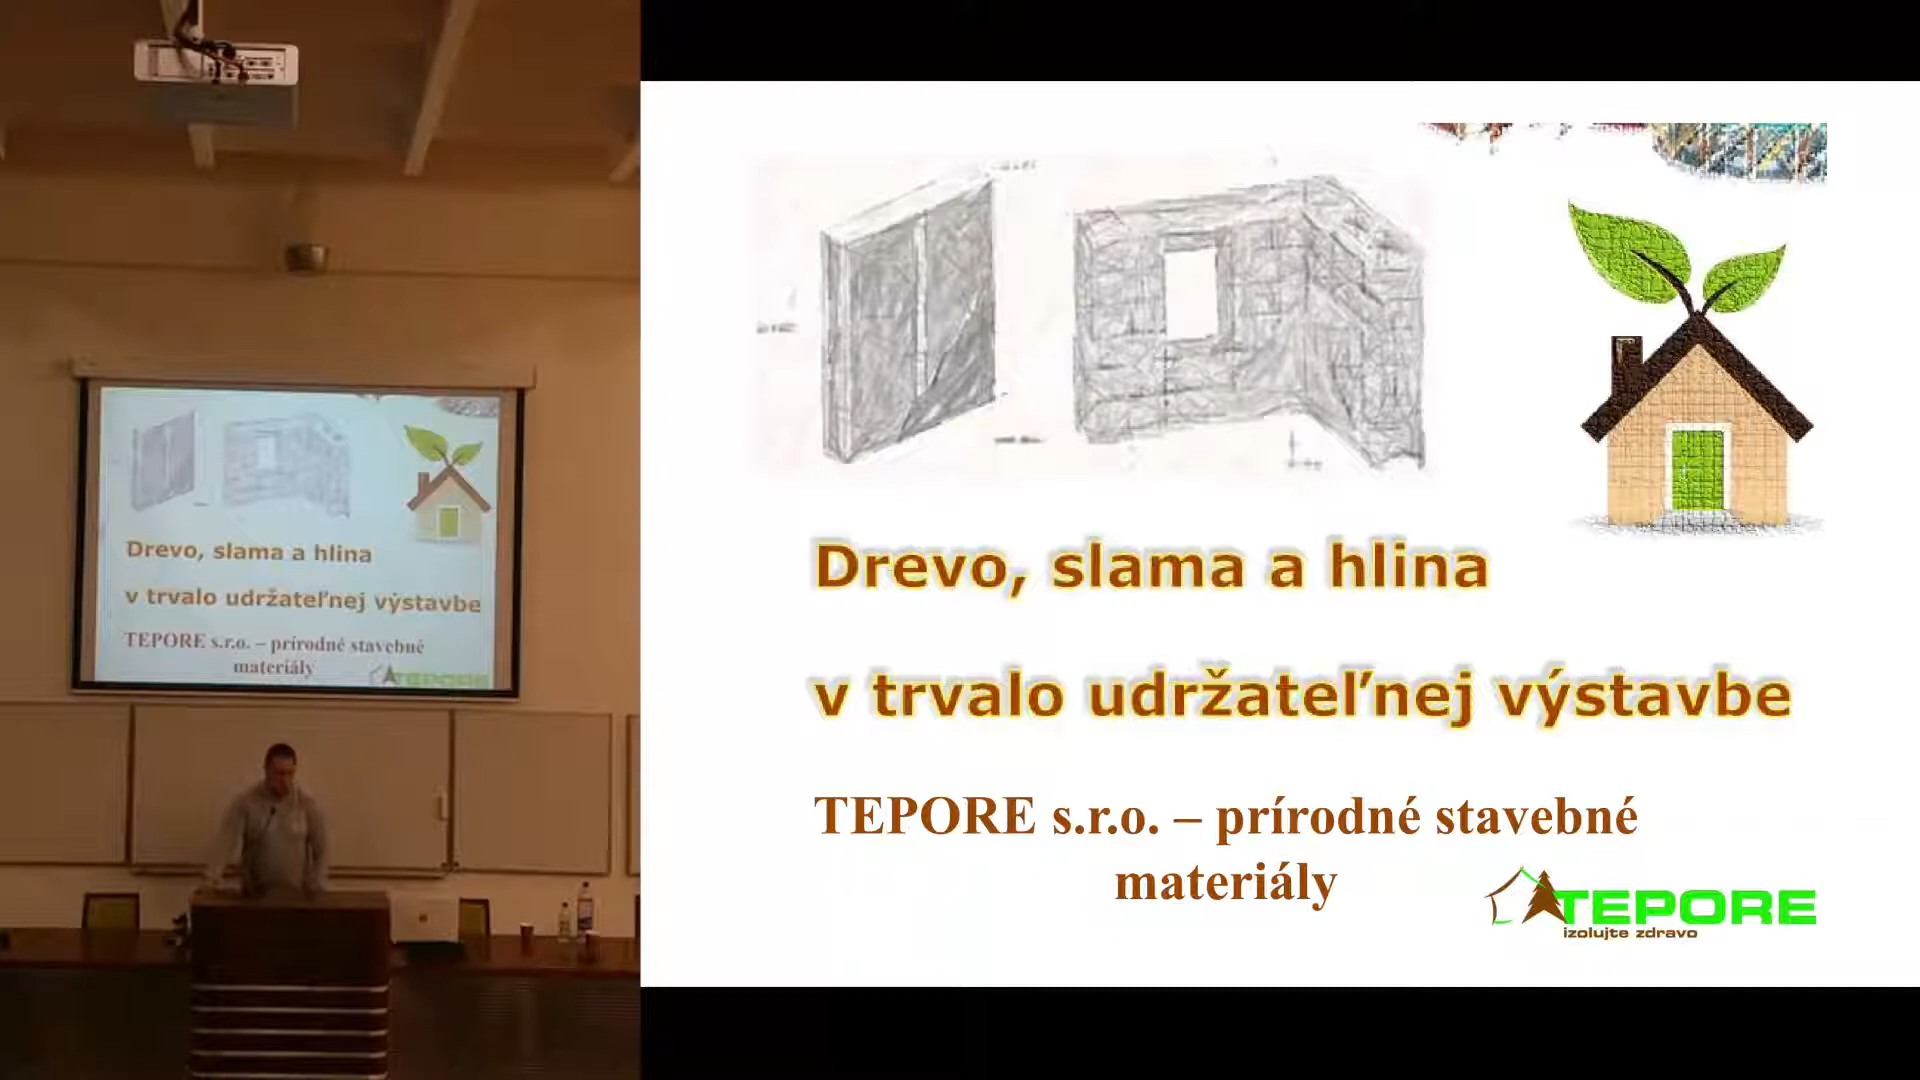 Drevo, slama a hlina
v trvalo udržateľnej výstavbe
TEPORE s.r.o. – prírodné stavebné
materiály
TEPORE
izolujte zdravo
Drevo, slama a hlina
v trvalo udržateľnej výstavbe
TEPORE s.r.o. – prírodné stavebné
materiály
TEPORE